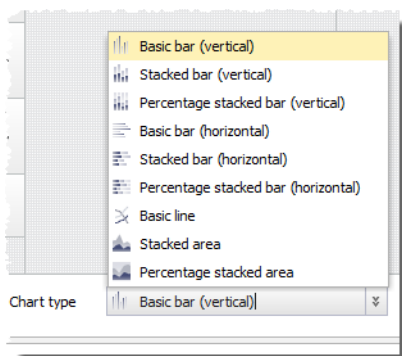 Basic bar (vertical)
Stacked bar (vertical)
Percentage stacked bar (vertical)
Basic bar (horizontal)
Stacked bar (horizontal)
Percentage stacked bar (horizontal)
Basic line
Stacked area
Percentage stacked area
Chart type Basic bar (vertical)